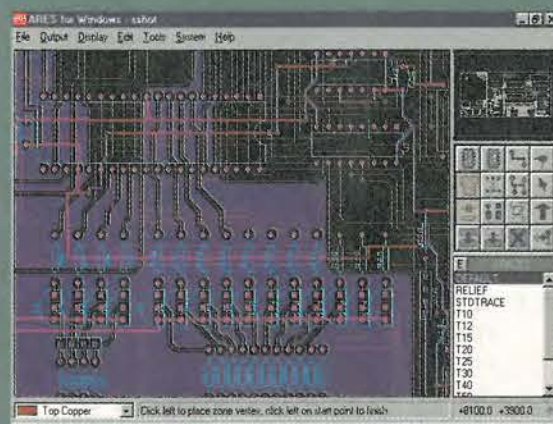 ARES for Windows - sshot
File Output Display Edit Tools System Help
E
DEFAULT
RELIEF
STDTRACE
T10
T12
T15
T20
T25
T30
T40
T50
Top Copper
Click left to place zone vertex, click left on start point to finish.
+8100.0 +3900.0